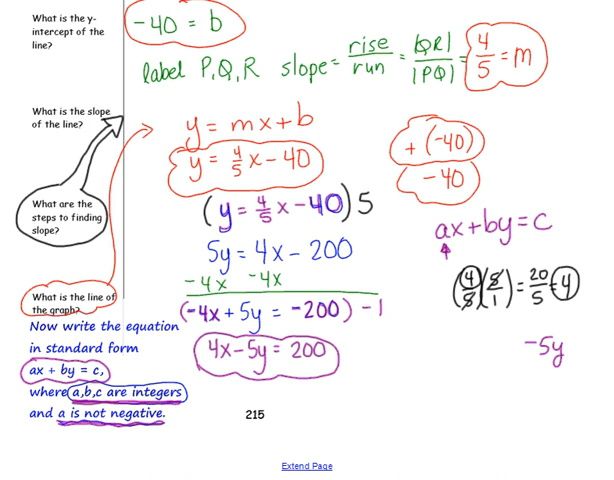 What is the y-
intercept of the
line?
-40 = b
label P,Q,R slope = rise/run = |QR|/|PQ| = 4/5 = m
What is the slope
of the line?
What are the
steps to finding
slope?
What is the line of
the graph?
Now write the equation
in standard form
ax + by = c,
where a,b,c are integers
and a is not negative.
y = mx+b
y = 4/5 x - 40
(y = 4/5 x - 40) 5
5y = 4x - 200
-4x -4x
(-4x + 5y = -200) -1
4x-5y = 200
+ (-40)
-40
ax+by=c
(4/5)(5/1) = 20/5 = 4
-5y
215
Extend Page